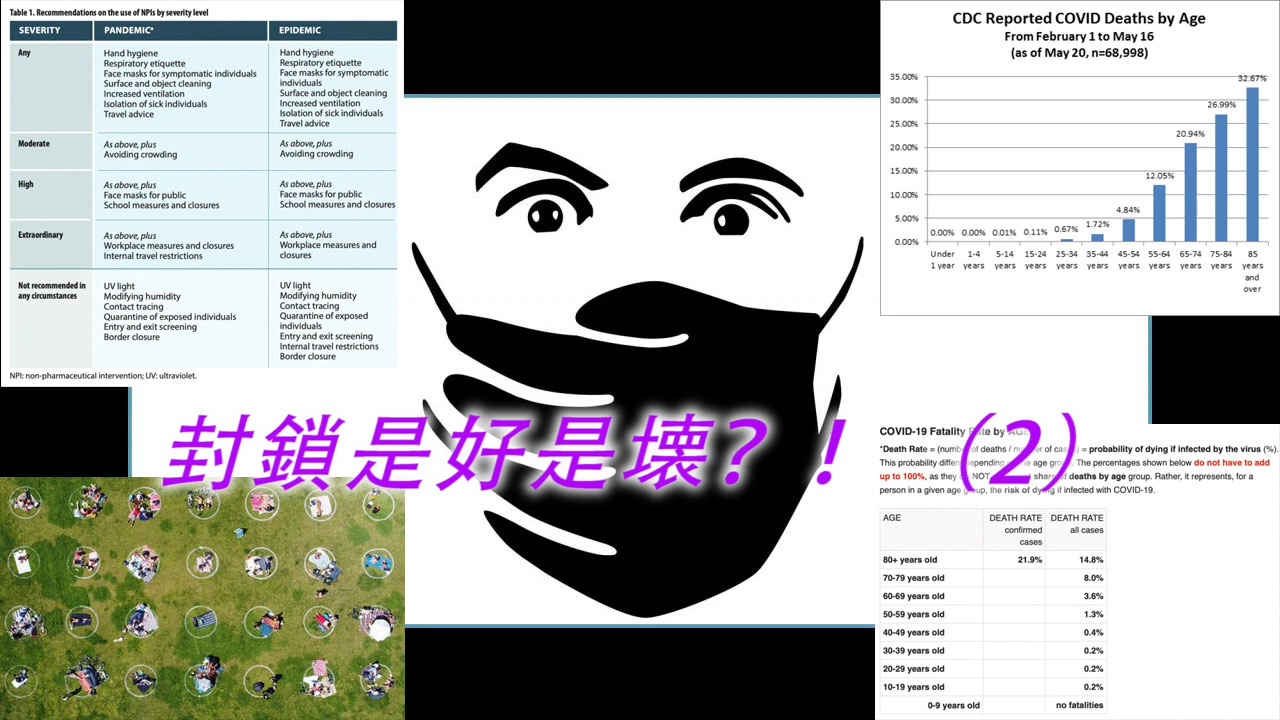 Table 1. Recommendations on the use of NPIs by severity level
SEVERITY PANDEMIC* EPIDEMIC
Any
Hand hygiene
Respiratory etiquette
Face masks for symptomatic individuals
Surface and object cleaning
Increased ventilation
Isolation of sick individuals
Travel advice
Hand hygiene
Respiratory etiquette
Face masks for symptomatic
individuals
Surface and object cleaning
Increased ventilation
Isolation of sick individuals
Travel advice
Moderate
As above, plus
Avoiding crowding
As above, plus
Avoiding crowding
High
As above, plus
Face masks for public
School measures and closures
As above, plus
Face masks for public
School measures and closures
Extraordinary
As above, plus
Workplace measures and closures
Internal travel restrictions
As above, plus
Workplace measures and
closures
Not recommended in
any circumstances
UV light
Modifying humidity
Contact tracing
Quarantine of exposed individuals
Entry and exit screening
Border closure
UV light
Modifying humidity
Contact tracing
Quarantine of exposed
individuals
Entry and exit screening
Internal travel restrictions
Border closure
NPI: non-pharmaceutical intervention; UV: ultraviolet.
CDC Reported COVID Deaths by Age
From February 1 to May 16
(as of May 20, n=68,998)
35.00%
30.00%
25.00%
20.00%
15.00%
10.00%
5.00%
0.00%
0.00% 0.00% 0.01% 0.11% 0.67% 1.72% 4.84% 12.05% 20.94% 26.99% 32.67%
Under 1 year
1-4 years
5-14 years
15-24 years
25-34 years
35-44 years
45-54 years
55-64 years
65-74 years
75-84 years
85 years and over
封鎖是好是壞？！ (2)
COVID-19 Fatality Rate by AGE
*Death Rate = (number of deaths / number of cases) = probability of dying if infected by the virus (%).
This probability differs depending on the age group. The percentages shown below do not have to add
up to 100%, as they do NOT represent share of deaths by age group. Rather, it represents, for a
person in a given age group, the risk of dying if infected with COVID-19.
AGE
DEATH RATE
confirmed
cases
DEATH RATE
all cases
80+ years old 21.9% 14.8%
70-79 years old 8.0%
60-69 years old 3.6%
50-59 years old 1.3%
40-49 years old 0.4%
30-39 years old 0.2%
20-29 years old 0.2%
10-19 years old 0.2%
0-9 years old no fatalities